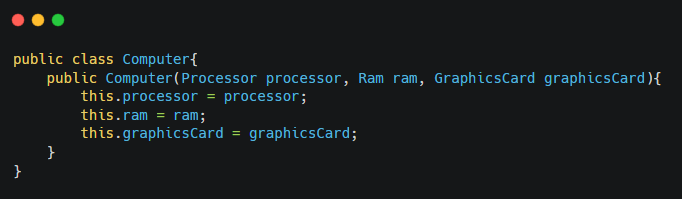 public class Computer{
    public Computer(Processor processor, Ram ram, GraphicsCard graphicsCard){
        this.processor = processor;
        this.ram = ram;
        this.graphicsCard = graphicsCard;
    }
}